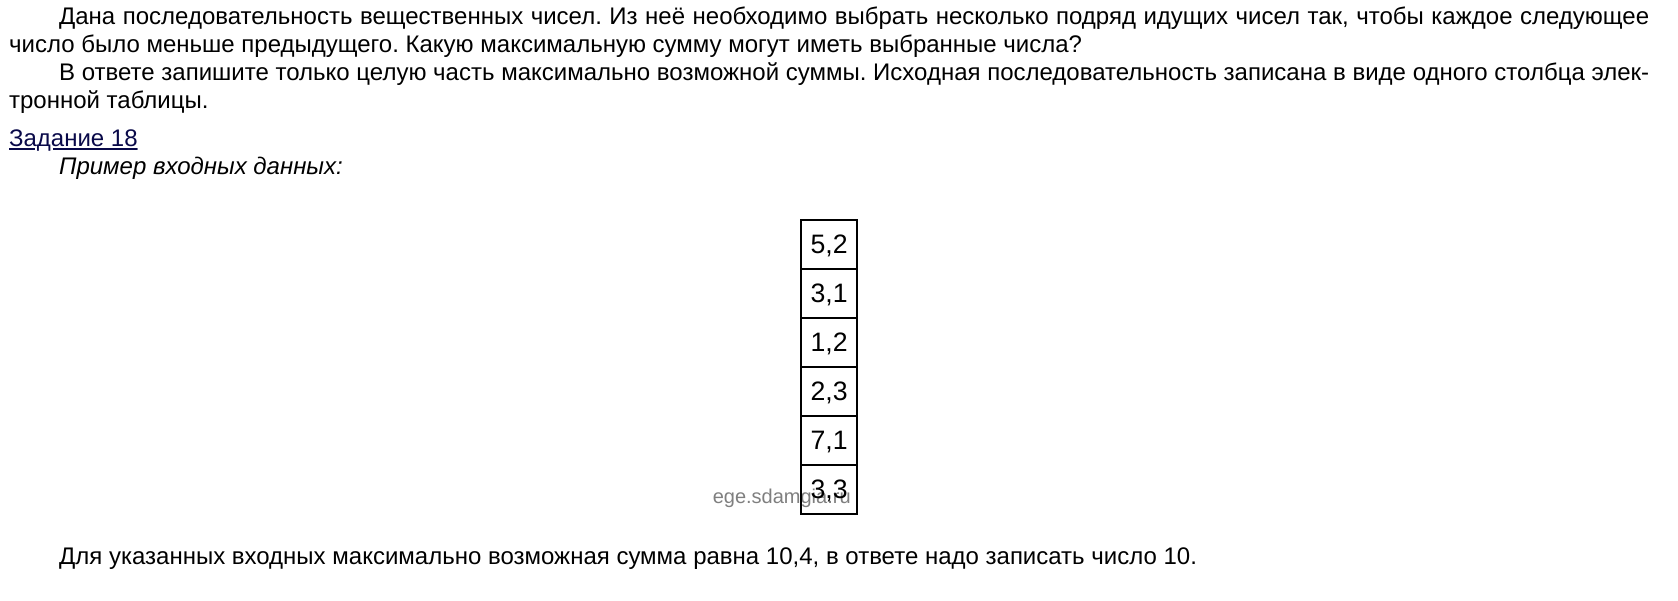 Дана последовательность вещественных чисел. Из неё необходимо выбрать несколько подряд идущих чисел так, чтобы каждое следующее
число было меньше предыдущего. Какую максимальную сумму могут иметь выбранные числа?
В ответе запишите только целую часть максимально возможной суммы. Исходная последовательность записана в виде одного столбца элек-
тронной таблицы.
Задание 18
Пример входных данных:
5,2
3,1
1,2
2,3
7,1
3,3
ege.sdamgia.ru
Для указанных входных максимально возможная сумма равна 10,4, в ответе надо записать число 10.